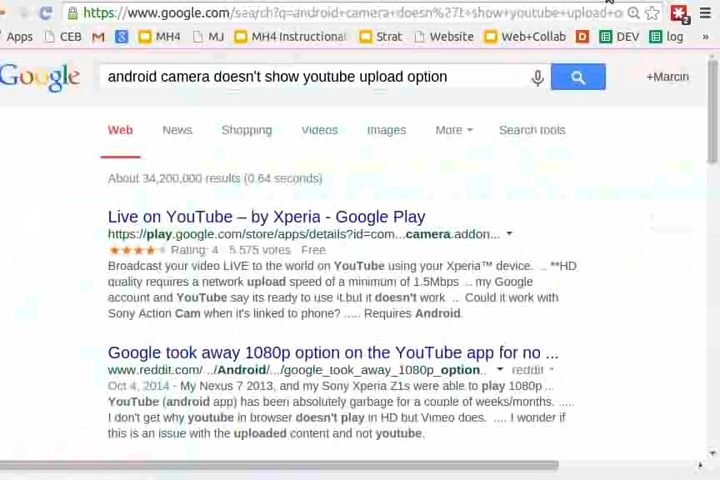 https://www.google.com/search?q=android+camera+doesn%27t+show+youtube+upload+o
Apps CEB MH4 MJ MH4 Instructional Strat Website Web+Collab DEV log
Google android camera doesn't show youtube upload option +Marcin
Web News Shopping Videos Images More Search tools
About 34,200,000 results (0.64 seconds)
Live on YouTube – by Xperia - Google Play
https://play.google.com/store/apps/details?id=com...camera.addon...
Rating: 4 - 5,575 votes - Free
Broadcast your video LIVE to the world on YouTube using your Xperia™ device. ... **HD
quality requires a network upload speed of a minimum of 1.5Mbps ... my Google
account and YouTube say its ready to use it.but it doesn't work ... Could it work with
Sony Action Cam when it's linked to phone? ..... Requires Android.
Google took away 1080p option on the YouTube app for no ...
www.reddit.com/.../Android/.../google_took_away_1080p_option... reddit
Oct 4, 2014 - My Nexus 7 2013, and my Sony Xperia Z1s were able to play 1080p ...
YouTube (android app) has been absolutely garbage for a couple of weeks/months. .....
I don't get why youtube in browser doesn't play in HD but Vimeo does. .... I wonder if
this is an issue with the uploaded content and not youtube.